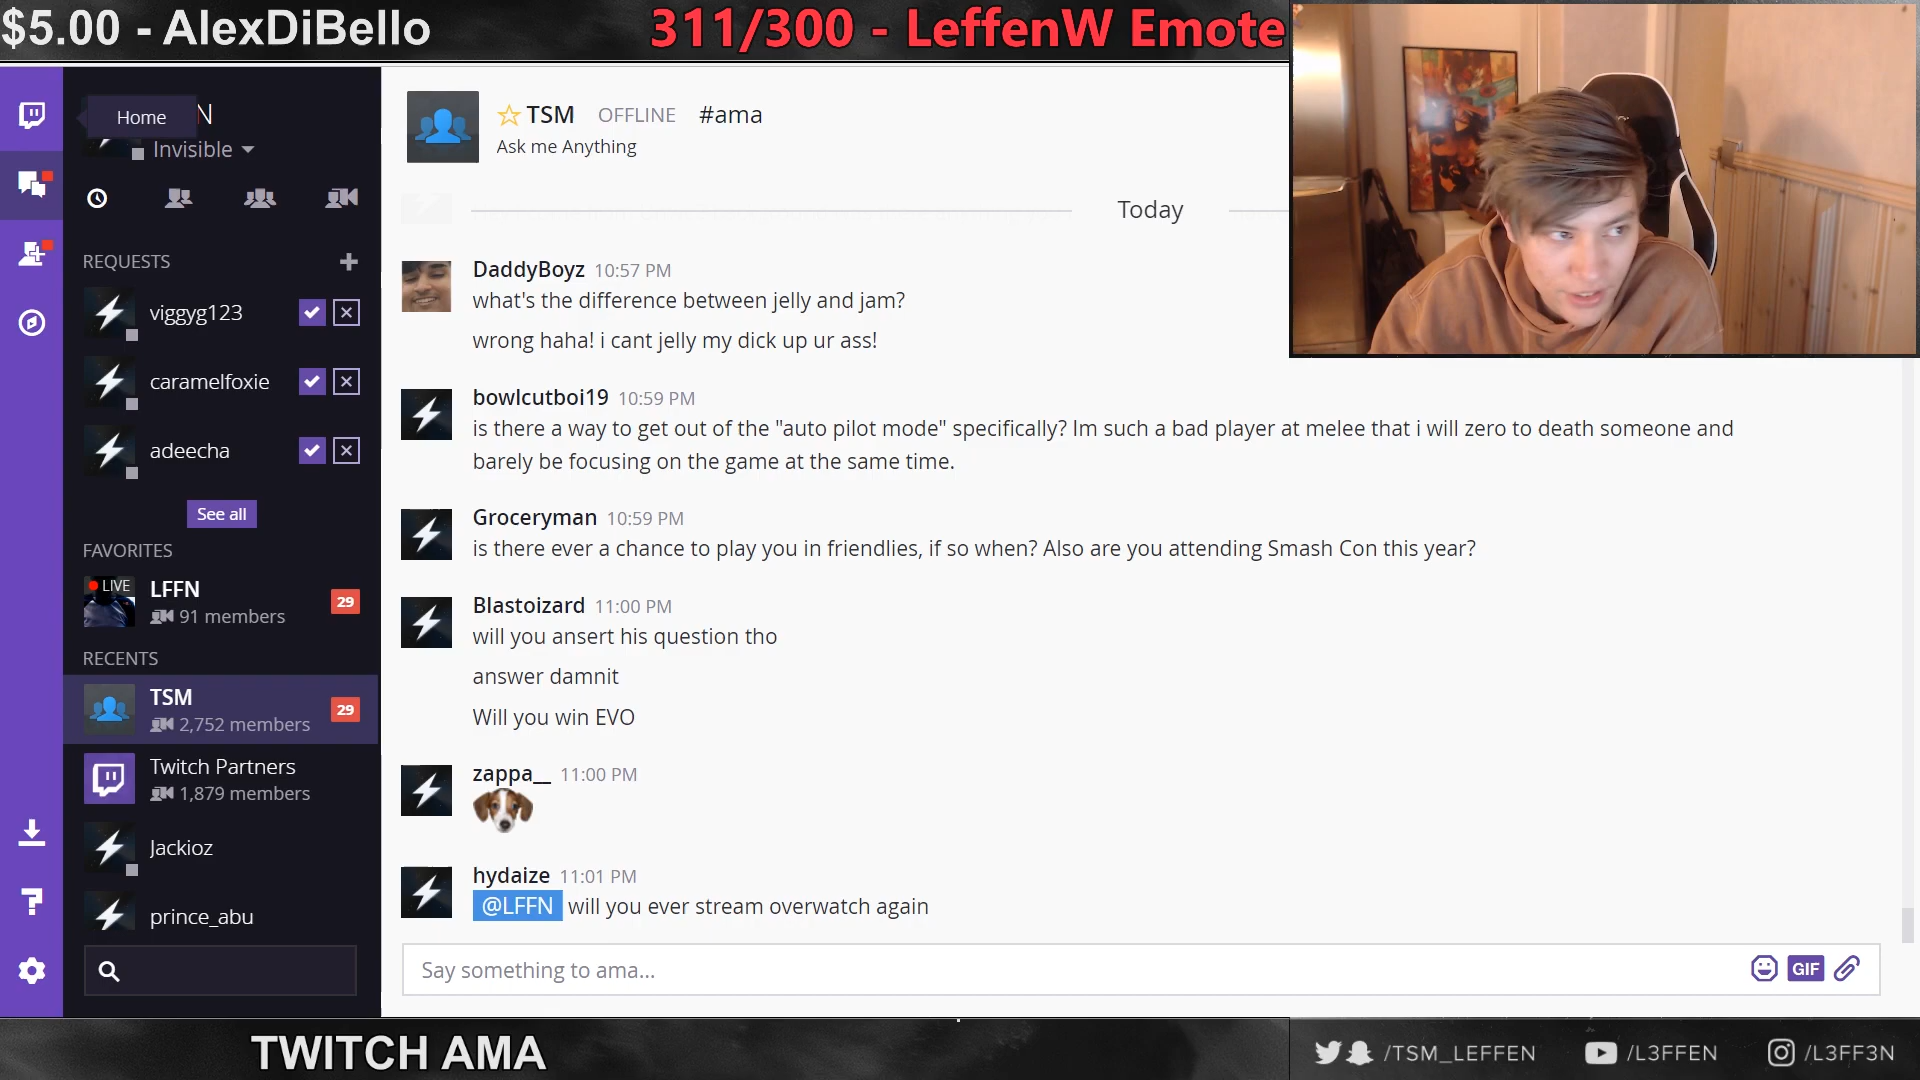 $5.00 - AlexDiBello
311/300 - LeffenW Emote
Home
N
Invisible
REQUESTS
viggyg123
caramelfoxie
adeecha
See all
FAVORITES
LIVE
LFFN
91 members
29
RECENTS
TSM
2,752 members
29
Twitch Partners
1,879 members
Jackioz
prince_abu
TSM OFFLINE #ama
Ask me Anything
Today
DaddyBoyz 10:57 PM
what's the difference between jelly and jam?
wrong haha! i cant jelly my dick up ur ass!
bowlcutboi19 10:59 PM
is there a way to get out of the "auto pilot mode" specifically? Im such a bad player at melee that i will zero to death someone and
barely be focusing on the game at the same time.
Groceryman 10:59 PM
is there ever a chance to play you in friendlies, if so when? Also are you attending Smash Con this year?
Blastoizard 11:00 PM
will you ansert his question tho
answer damnit
Will you win EVO
zappa__ 11:00 PM
hydaize 11:01 PM
@LFFN will you ever stream overwatch again
Say something to ama...
GIF
TWITCH AMA
/TSM_LEFFEN
/L3FFEN
/L3FF3N